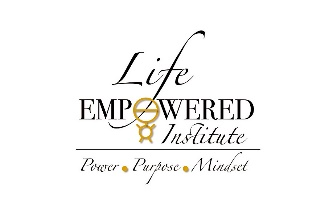 Life
EMPOWERED
Institute
Power • Purpose • Mindset